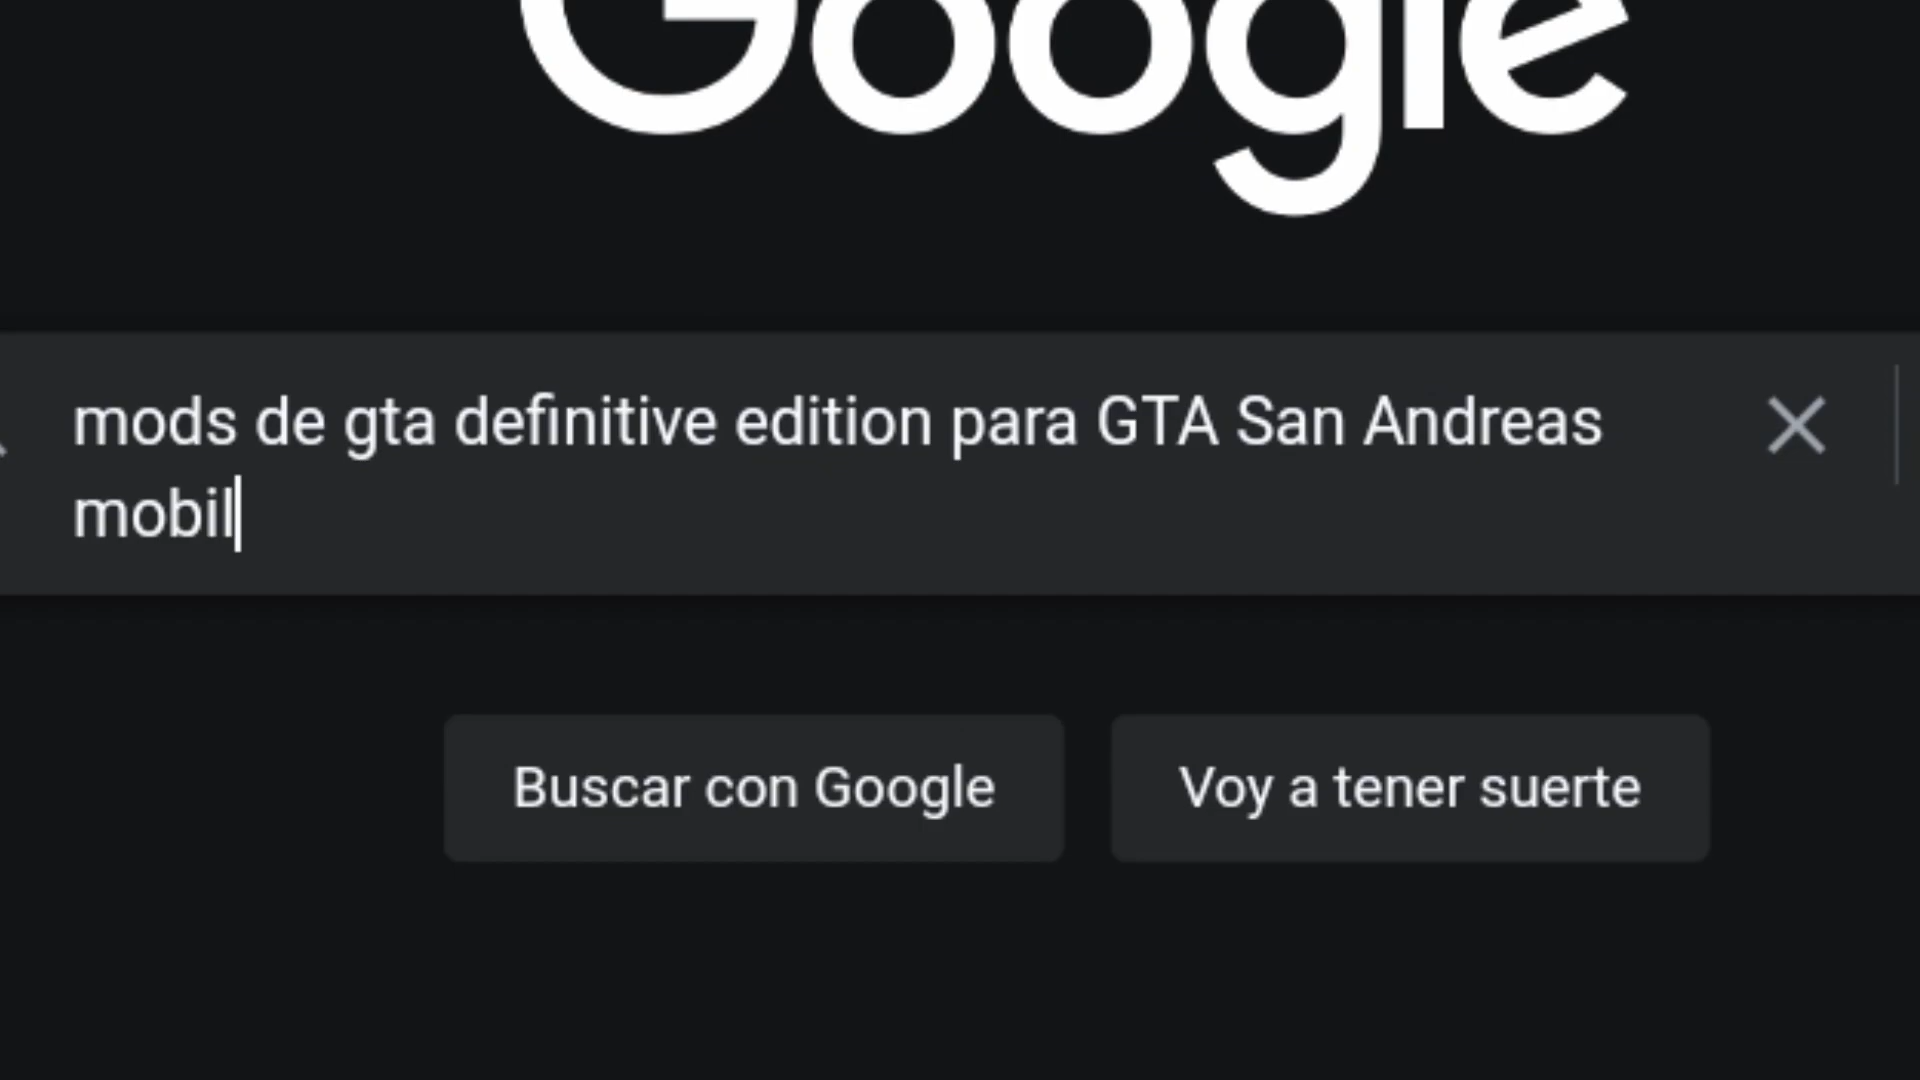 Google
mods de gta definitive edition para GTA San Andreas
mobil
Buscar con Google
Voy a tener suerte